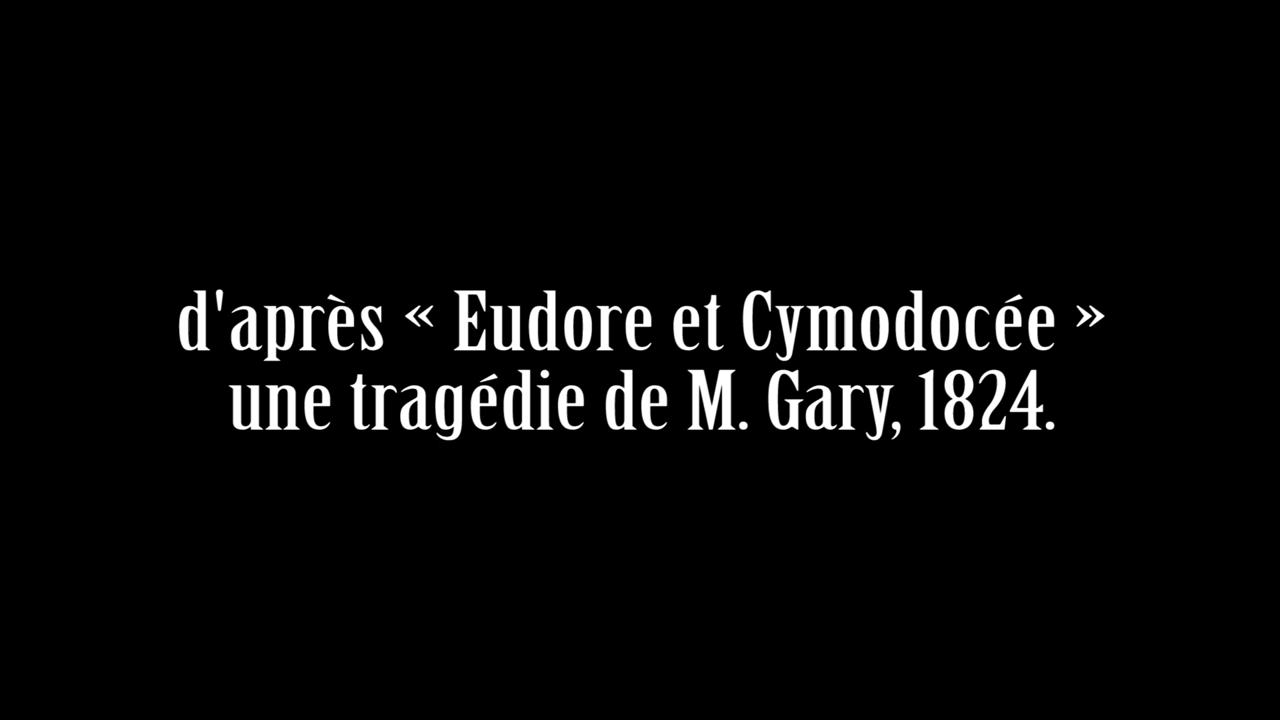 d'après « Eudore et Cymodocée »
une tragédie de M. Gary, 1824.